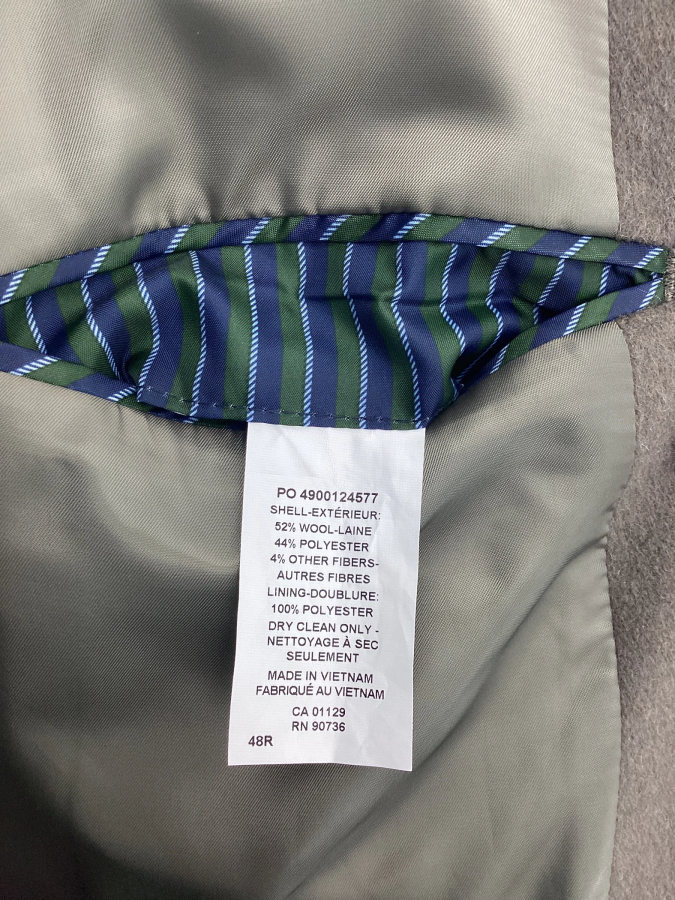 PO 4900124577
SHELL-EXTÉRIEUR:
52% WOOL-LAINE
44% POLYESTER
4% OTHER FIBERS-
AUTRES FIBRES
LINING-DOUBLURE:
100% POLYESTER
DRY CLEAN ONLY -
NETTOYAGE À SEC
SEULEMENT
MADE IN VIETNAM
FABRIQUÉ AU VIETNAM
CA 01129
RN 90736
48R